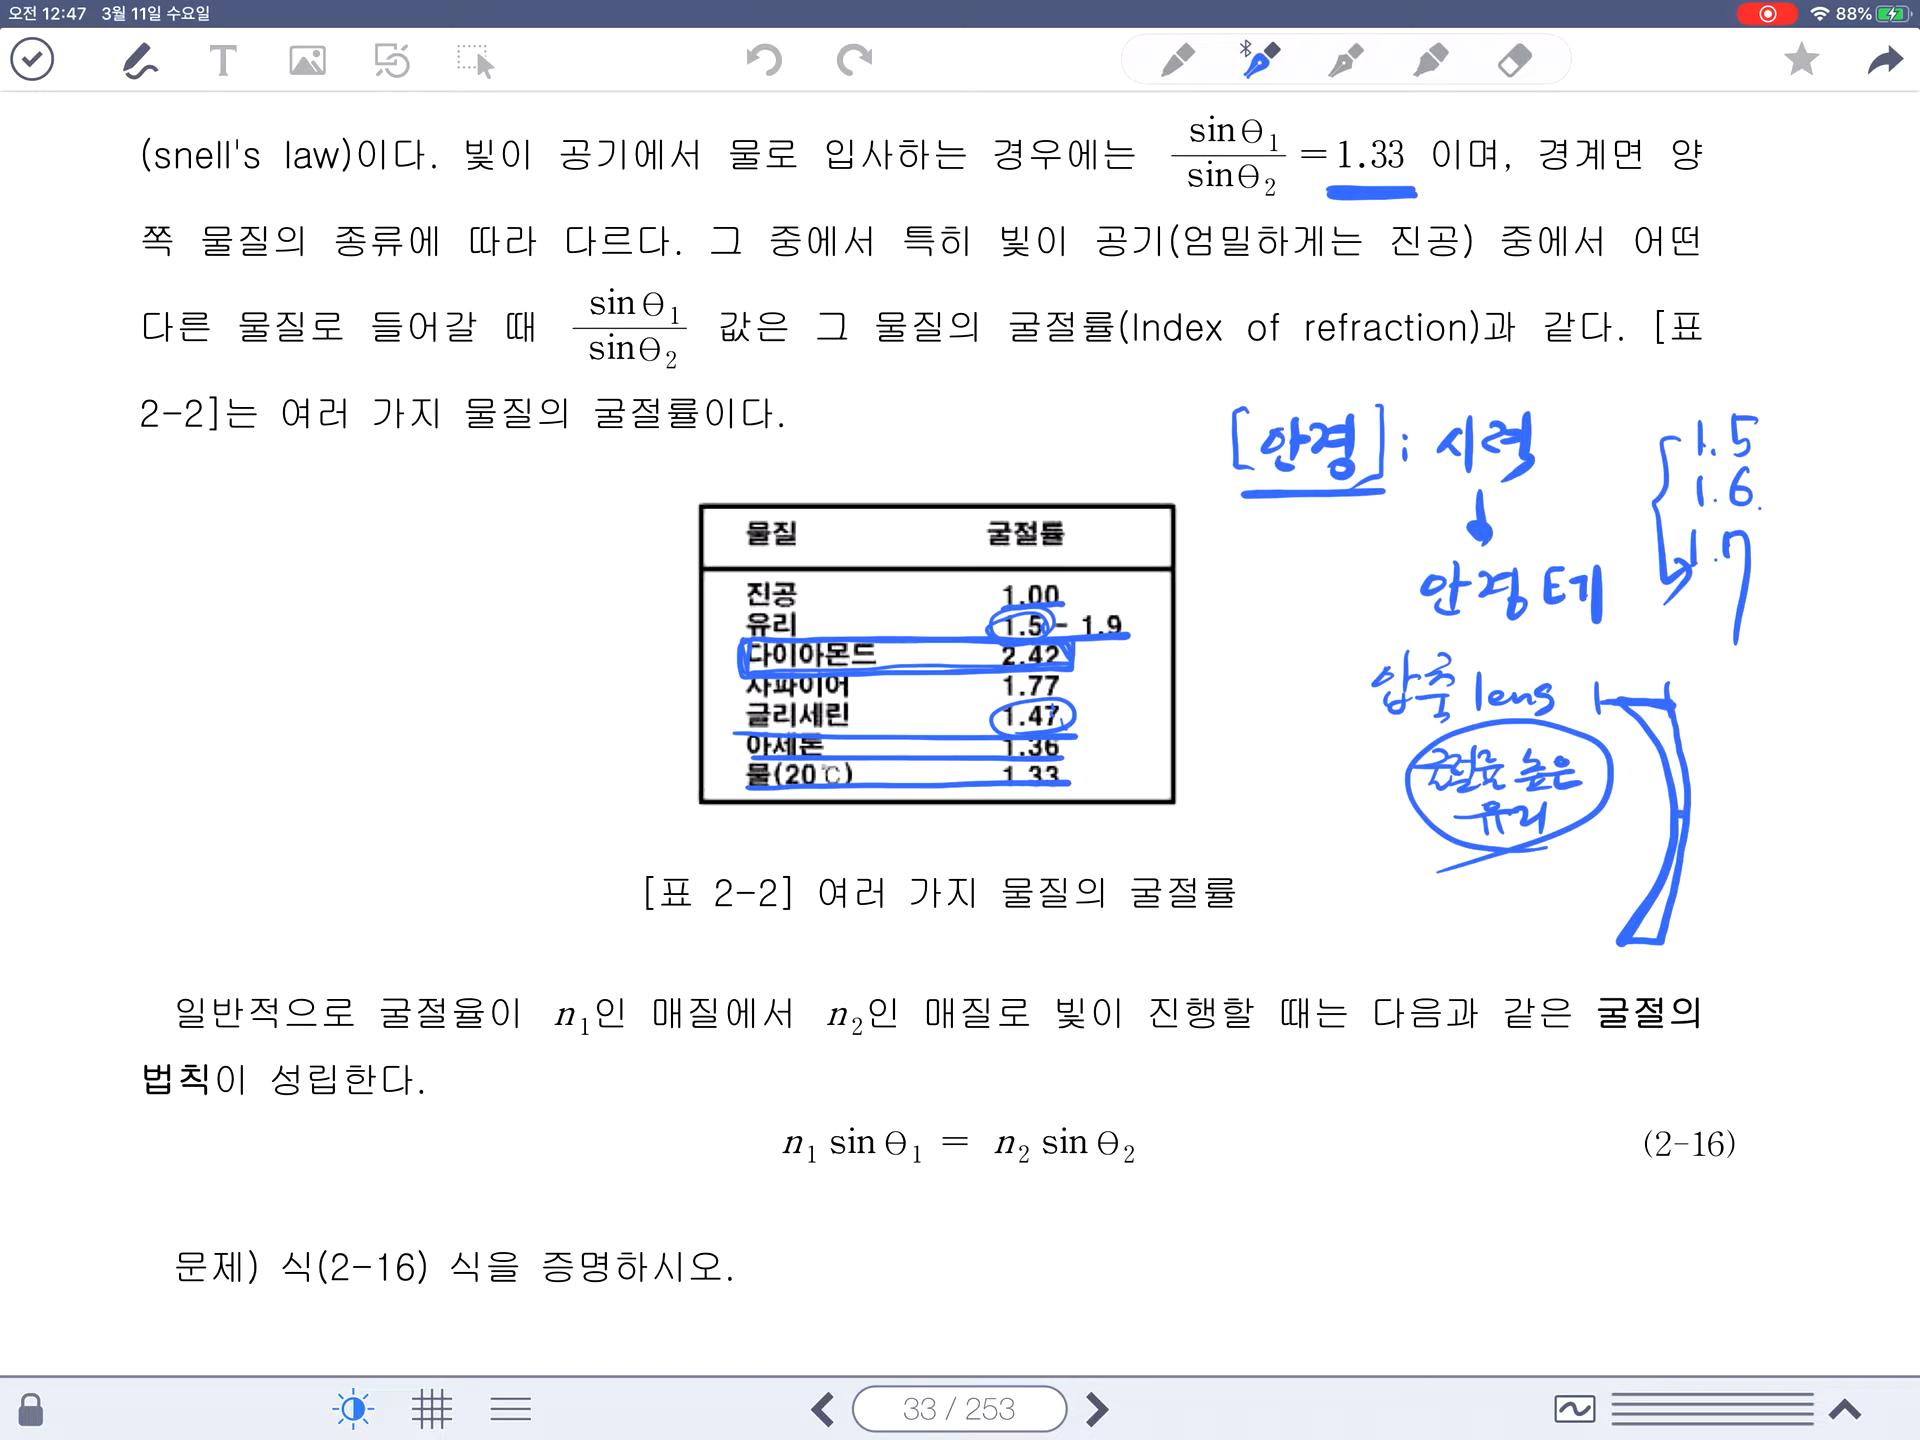 오전 12:47 3월 11일 수요일
88%
(snell's law)이다. 빛이 공기에서 물로 입사하는 경우에는 sinΘ1/sinΘ2 = 1.33 이며, 경계면 양
쪽 물질의 종류에 따라 다르다. 그 중에서 특히 빛이 공기(엄밀하게는 진공) 중에서 어떤
다른 물질로 들어갈 때 sinΘ1/sinΘ2 값은 그 물질의 굴절률(Index of refraction)과 같다. [표
2-2]는 여러 가지 물질의 굴절률이다.
[안경] ; 시력
안경 테
1.5
1.6
1.7
압축 lens
굴절률 높은
유리
물질 굴절률
진공 1.00
유리 1.5 - 1.9
다이아몬드 2.42
사파이어 1.77
글리세린 1.47
아세톤 1.36
물(20℃) 1.33
[표 2-2] 여러 가지 물질의 굴절률
일반적으로 굴절율이 n1인 매질에서 n2인 매질로 빛이 진행할 때는 다음과 같은 굴절의
법칙이 성립한다.
n1 sinΘ1 = n2 sinΘ2 (2-16)
문제) 식(2-16) 식을 증명하시오.
33 / 253